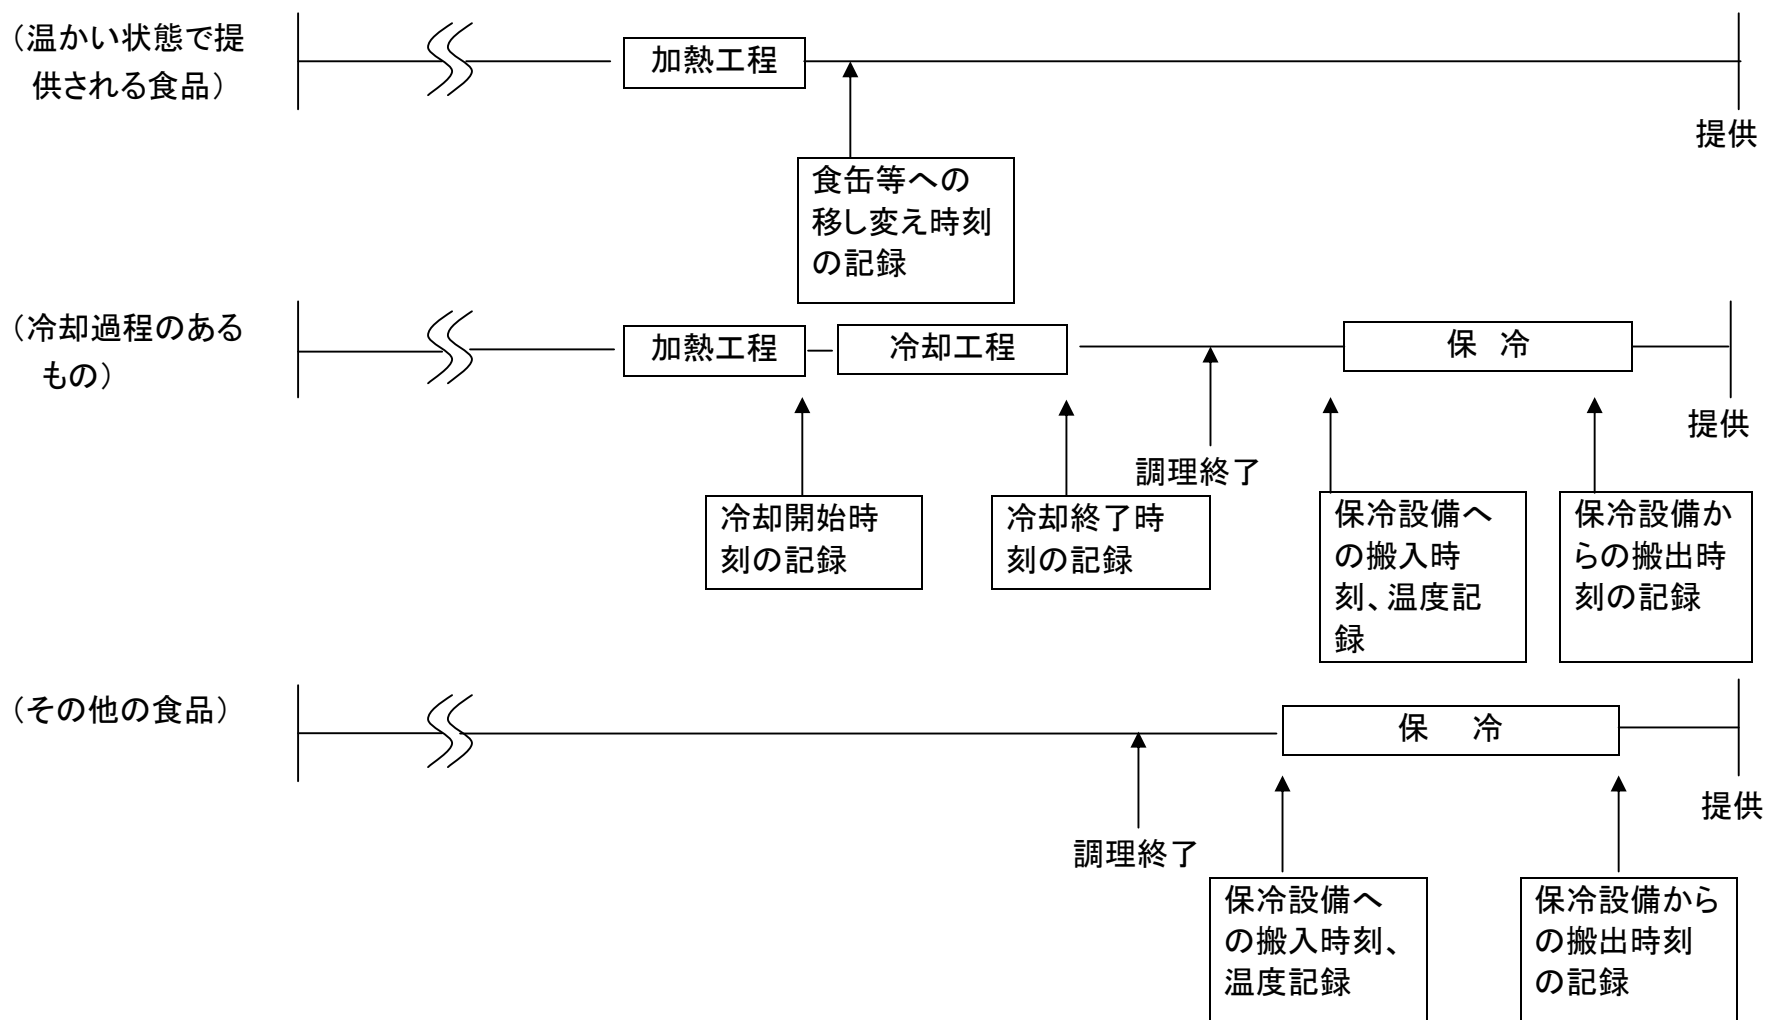 （温かい状態で提
供される食品）
加熱工程
提供
食缶等への
移し変え時刻
の記録
（冷却過程のある
もの）
加熱工程
冷却工程
保 冷
提供
調理終了
冷却開始時
刻の記録
冷却終了時
刻の記録
保冷設備へ
の搬入時
刻、温度記
録
保冷設備か
らの搬出時
刻の記録
（その他の食品）
保 冷
提供
調理終了
保冷設備へ
の搬入時刻、
温度記録
保冷設備から
の搬出時刻
の記録